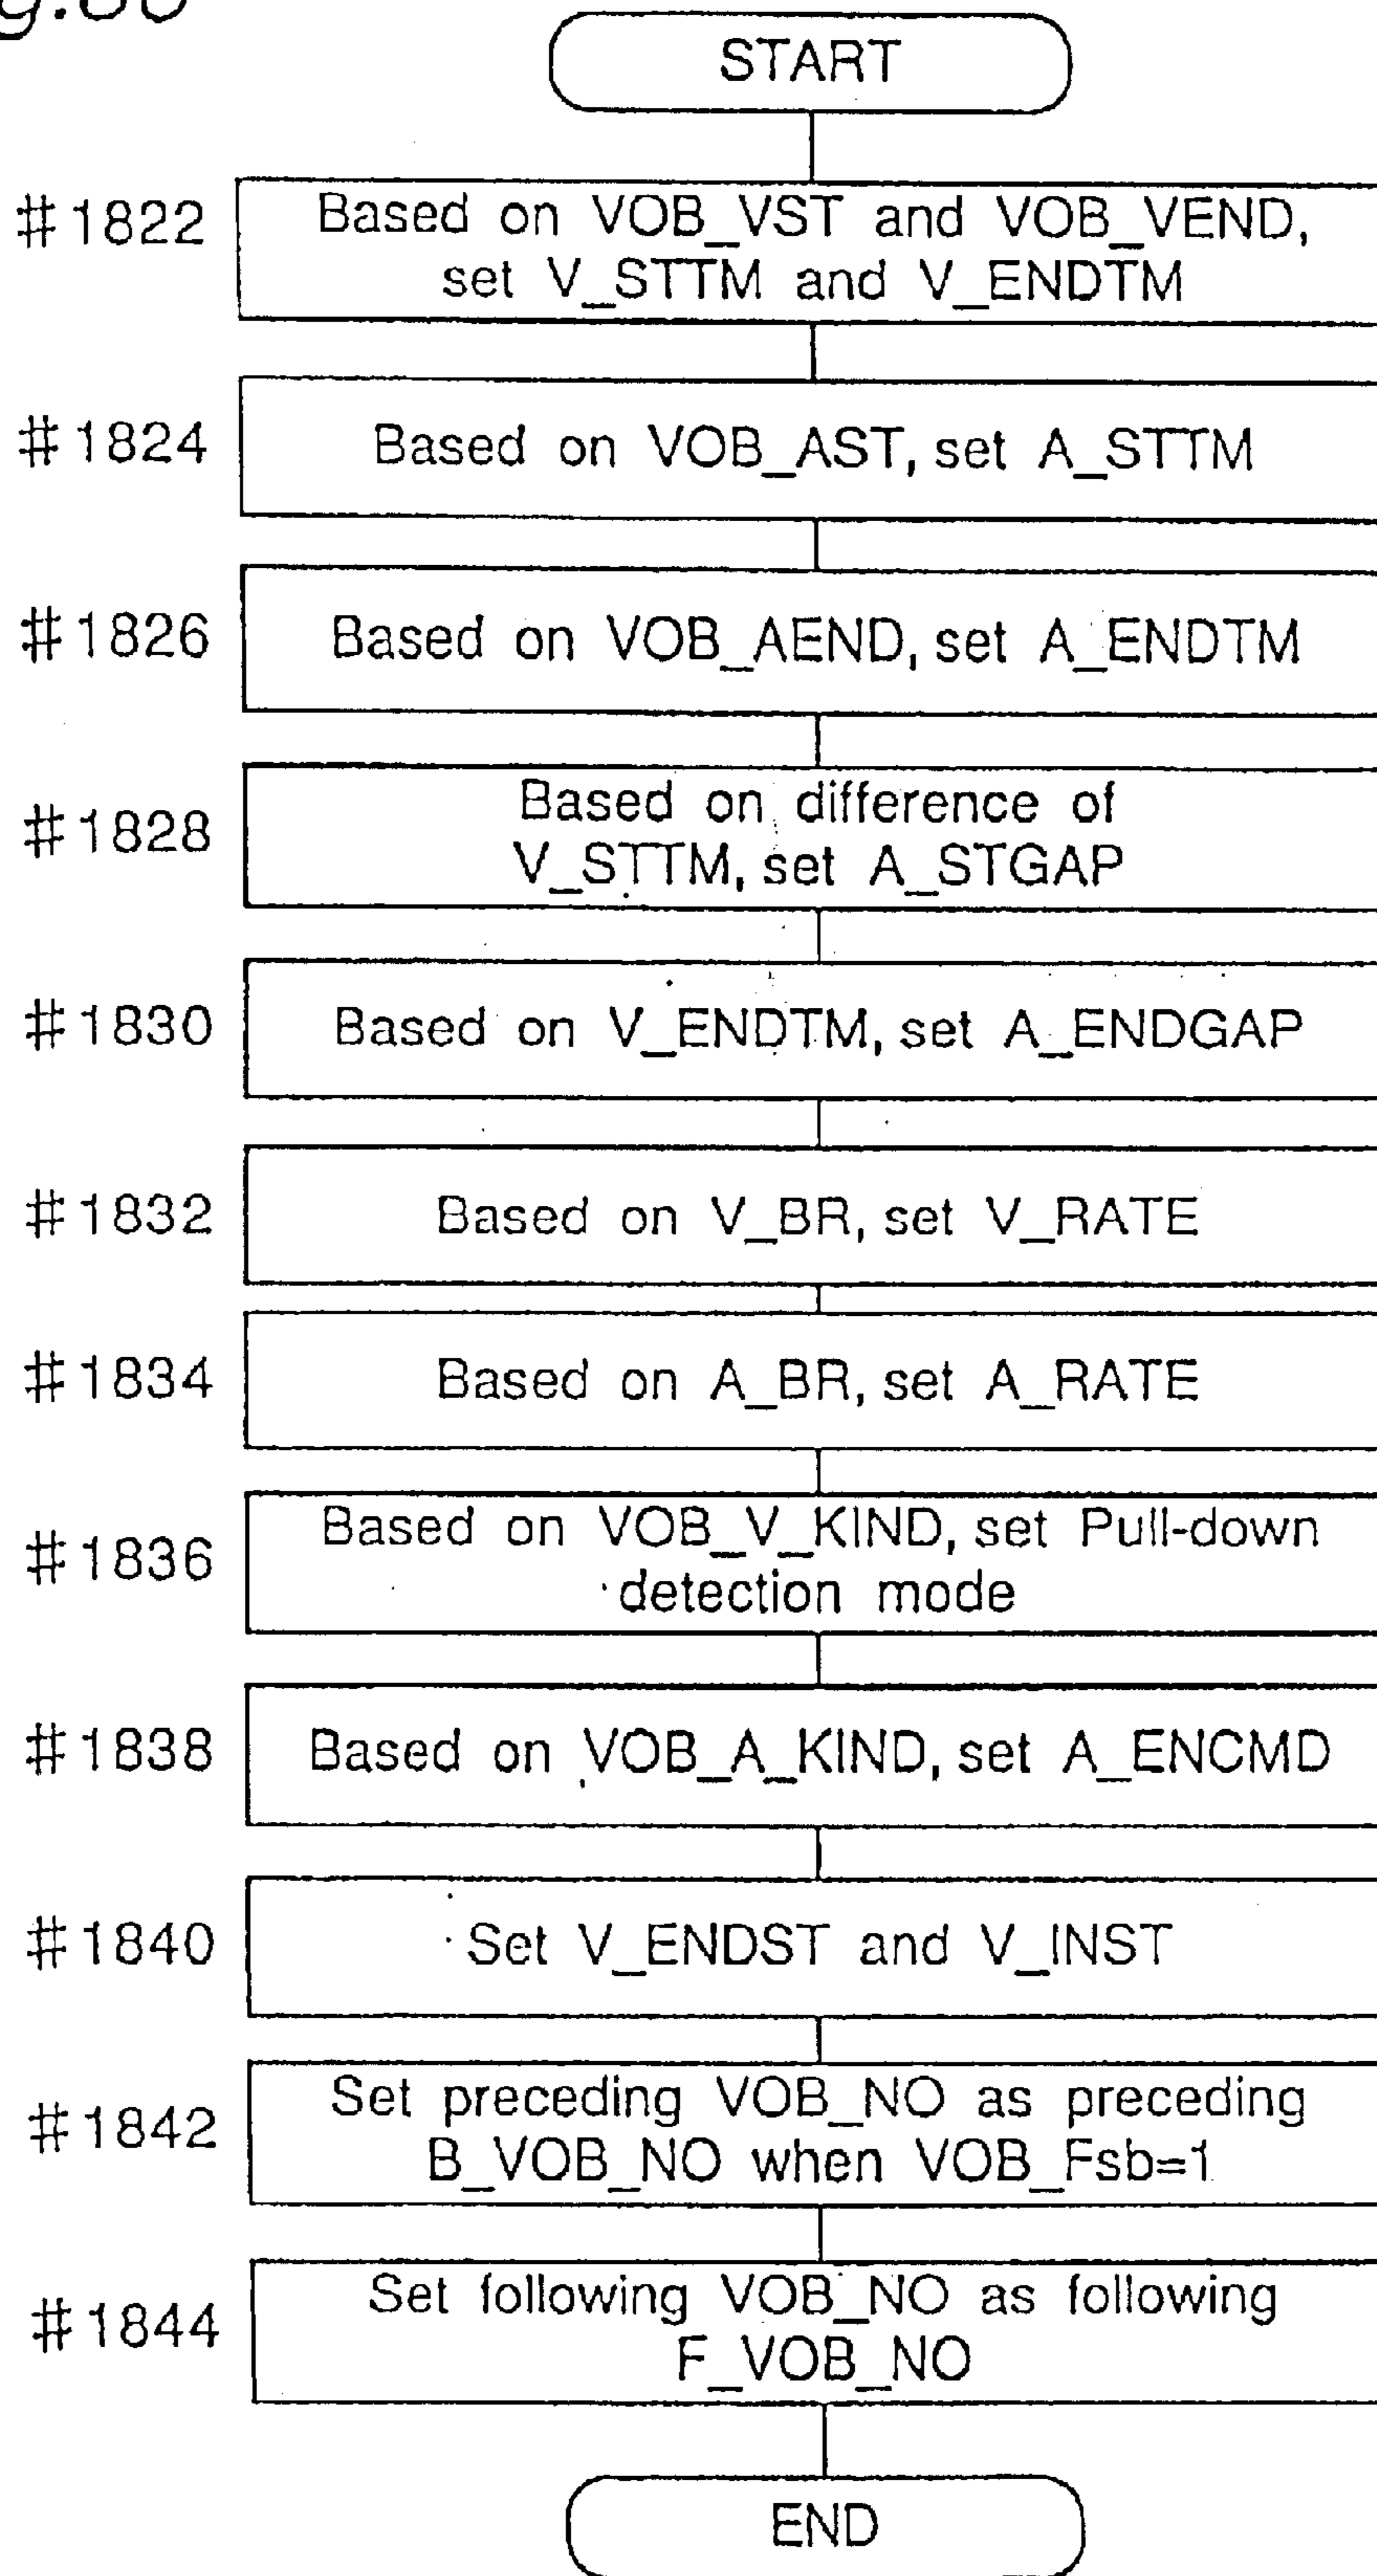 START
#1822
Based on VOB_VST and VOB_VEND,
set V_STTM and V_ENDTM
#1824
Based on VOB_AST, set A_STTM
#1826
Based on VOB_AEND, set A_ENDTM
#1828
Based on difference of
V_STTM, set A_STGAP
#1830
Based on V_ENDTM, set A_ENDGAP
#1832
Based on V_BR, set V_RATE
#1834
Based on A_BR, set A_RATE
#1836
Based on VOB_V_KIND, set Pull-down
detection mode
#1838
Based on VOB_A_KIND, set A_ENCMD
#1840
Set V_ENDST and V_INST
#1842
Set preceding VOB_NO as preceding
B_VOB_NO when VOB_Fsb=1
#1844
Set following VOB_NO as following
F_VOB_NO
END